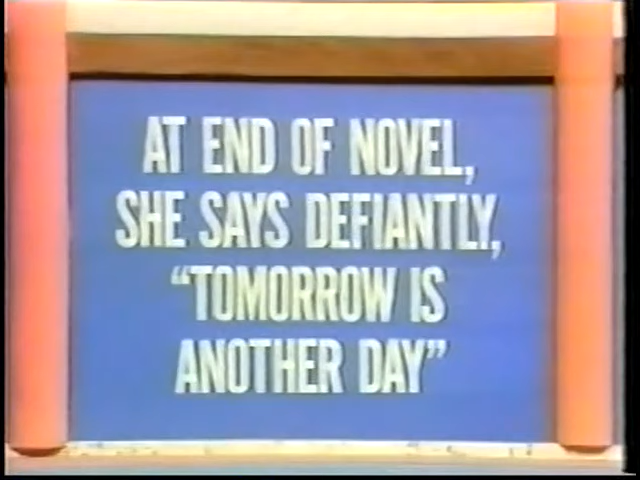 AT END OF NOVEL,
SHE SAYS DEFIANTLY,
“TOMORROW IS
ANOTHER DAY”